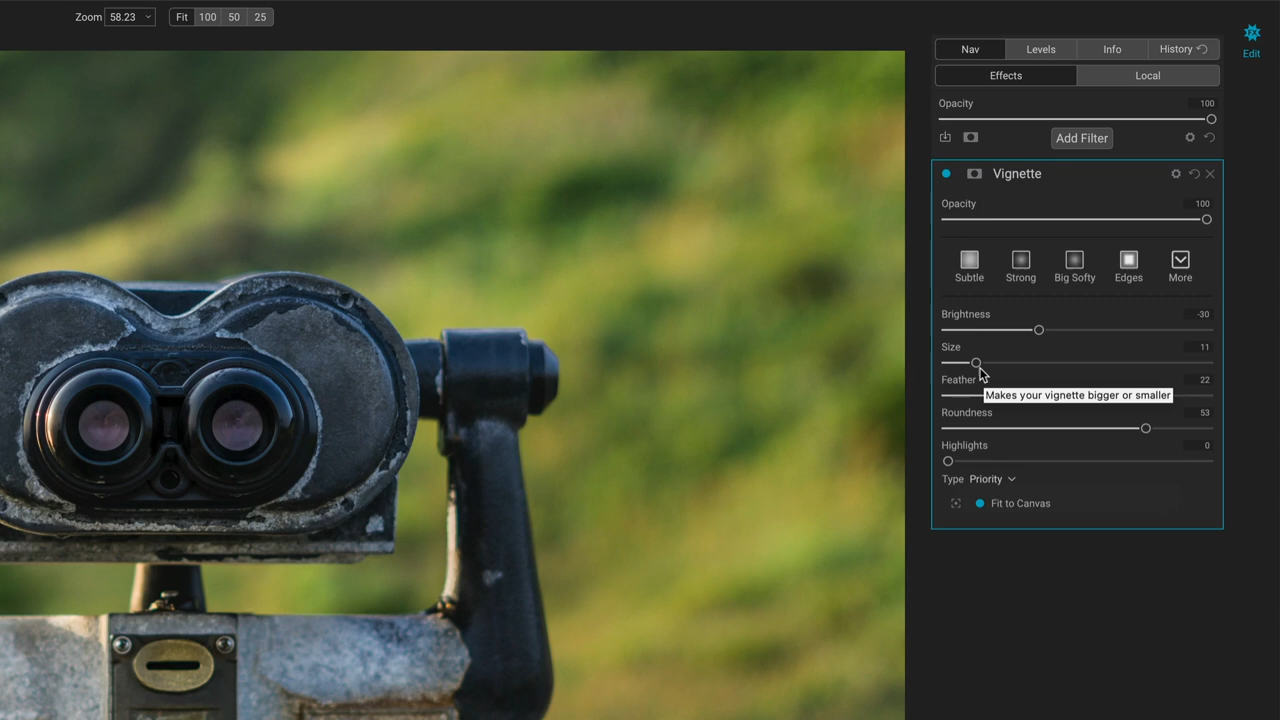 Zoom 58.23 Fit 100 50 25
FX
Edit
Nav Levels Info History
Effects Local
Opacity 100
Add Filter
Vignette
Opacity 100
Subtle Strong Big Softy Edges More
Brightness -30
Size 11
Feather 22
Makes your vignette bigger or smaller
Roundness 53
Highlights 0
Type Priority
Fit to Canvas